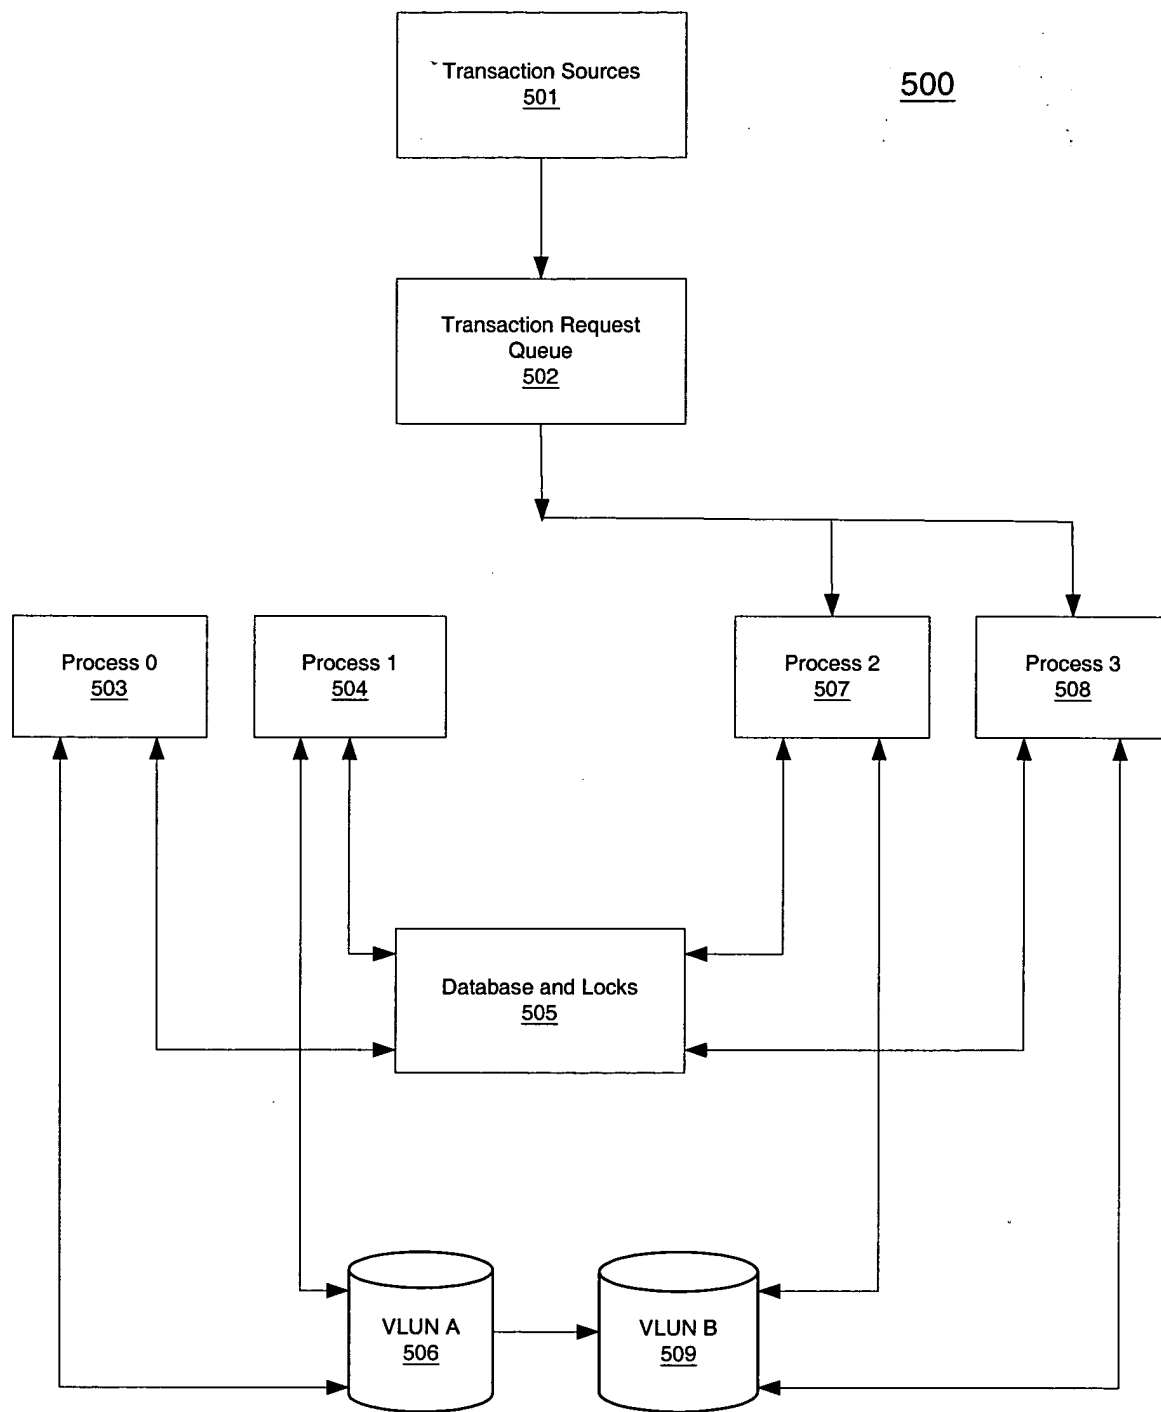 Transaction Sources
501
500
Transaction Request
Queue
502
Process 0
503
Process 1
504
Process 2
507
Process 3
508
Database and Locks
505
VLUN A
506
VLUN B
509